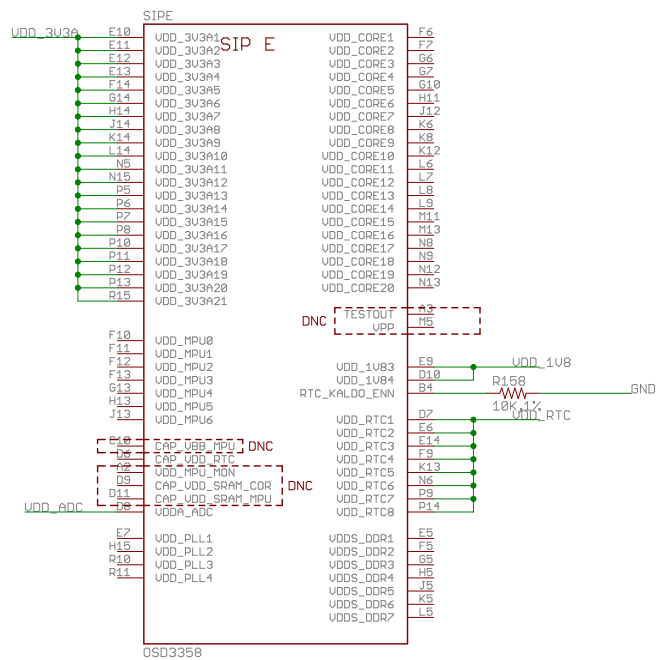 SIPE
SIP E
VDD_3V3A
E10 VDD_3V3A1 VDD_CORE1 F6
E11 VDD_3V3A2 VDD_CORE2 F7
E12 VDD_3V3A3 VDD_CORE3 G6
E13 VDD_3V3A4 VDD_CORE4 G7
F14 VDD_3V3A5 VDD_CORE5 G10
G14 VDD_3V3A6 VDD_CORE6 H11
H14 VDD_3V3A7 VDD_CORE7 J12
J14 VDD_3V3A8 VDD_CORE8 K6
K14 VDD_3V3A9 VDD_CORE9 K8
L14 VDD_3V3A10 VDD_CORE10 K12
N5 VDD_3V3A11 VDD_CORE11 L6
N15 VDD_3V3A12 VDD_CORE12 L7
P5 VDD_3V3A13 VDD_CORE13 L8
P6 VDD_3V3A14 VDD_CORE14 L9
P7 VDD_3V3A15 VDD_CORE15 M11
P8 VDD_3V3A16 VDD_CORE16 M13
P10 VDD_3V3A17 VDD_CORE17 N8
P11 VDD_3V3A18 VDD_CORE18 N9
P12 VDD_3V3A19 VDD_CORE19 N12
P13 VDD_3V3A20 VDD_CORE20 N13
R15 VDD_3V3A21
DNC TESTOUT A3
VPP M5
F10 VDD_MPU0
F11 VDD_MPU1
F12 VDD_MPU2 VDD_1V83 E9 VDD_1V8
F13 VDD_MPU3 VDD_1V84 D10
G13 VDD_MPU4 RTC_KALDO_ENN B4 R158 10K,1% GND
H13 VDD_MPU5
J13 VDD_MPU6 VDD_RTC1 D7 VDD_RTC
VDD_RTC2 E6
C10 CAP_VBB_MPU DNC VDD_RTC3 E14
D6 CAP_VDD_RTC VDD_RTC4 F9
A2 VDD_MPU_MON VDD_RTC5 K13
D9 CAP_VDD_SRAM_COR DNC VDD_RTC6 N6
D11 CAP_VDD_SRAM_MPU VDD_RTC7 P9
VDD_ADC D8 VDDA_ADC VDD_RTC8 P14
E7 VDD_PLL1 VDDS_DDR1 E5
H15 VDD_PLL2 VDDS_DDR2 F5
R10 VDD_PLL3 VDDS_DDR3 G5
R11 VDD_PLL4 VDDS_DDR4 H5
VDDS_DDR5 J5
VDDS_DDR6 K5
VDDS_DDR7 L5
OSD3358